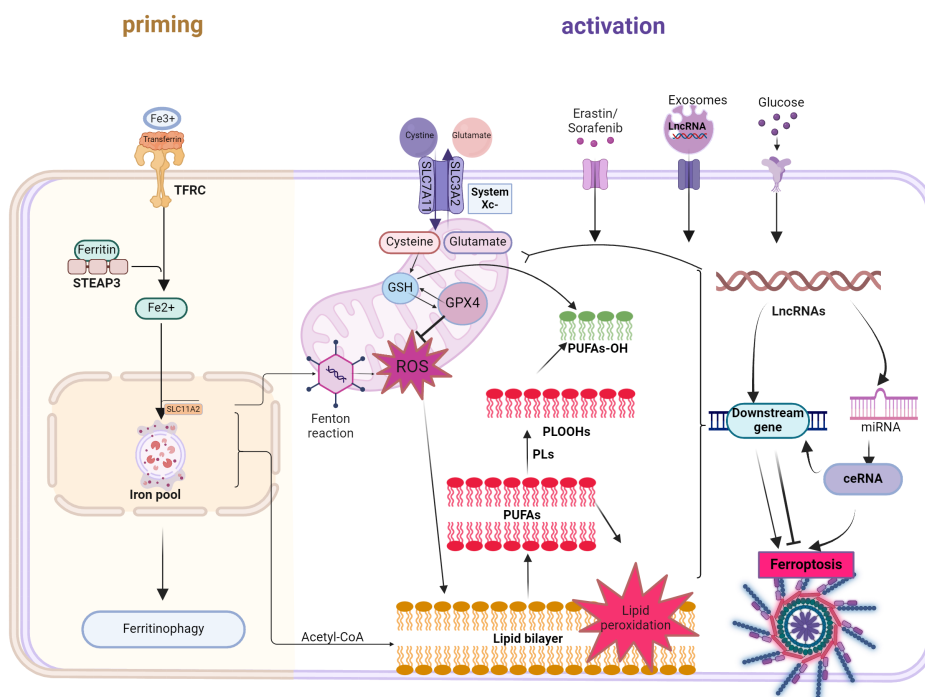 priming
activation
Fe3+
Transferrin
TFRC
Ferritin
STEAP3
Fe2+
SLC11A2
Iron pool
Ferritinophagy
Cystine
Glutamate
SLC7A11
SLC3A2
System
Xc-
Cysteine
Glutamate
GSH
GPX4
ROS
Fenton
reaction
Erastin/
Sorafenib
Exosomes
LncRNA
Glucose
PUFAs-OH
PLOOHs
PLs
PUFAs
Lipid
peroxidation
Lipid bilayer
Acetyl-CoA
LncRNAs
Downstream
gene
miRNA
ceRNA
Ferroptosis